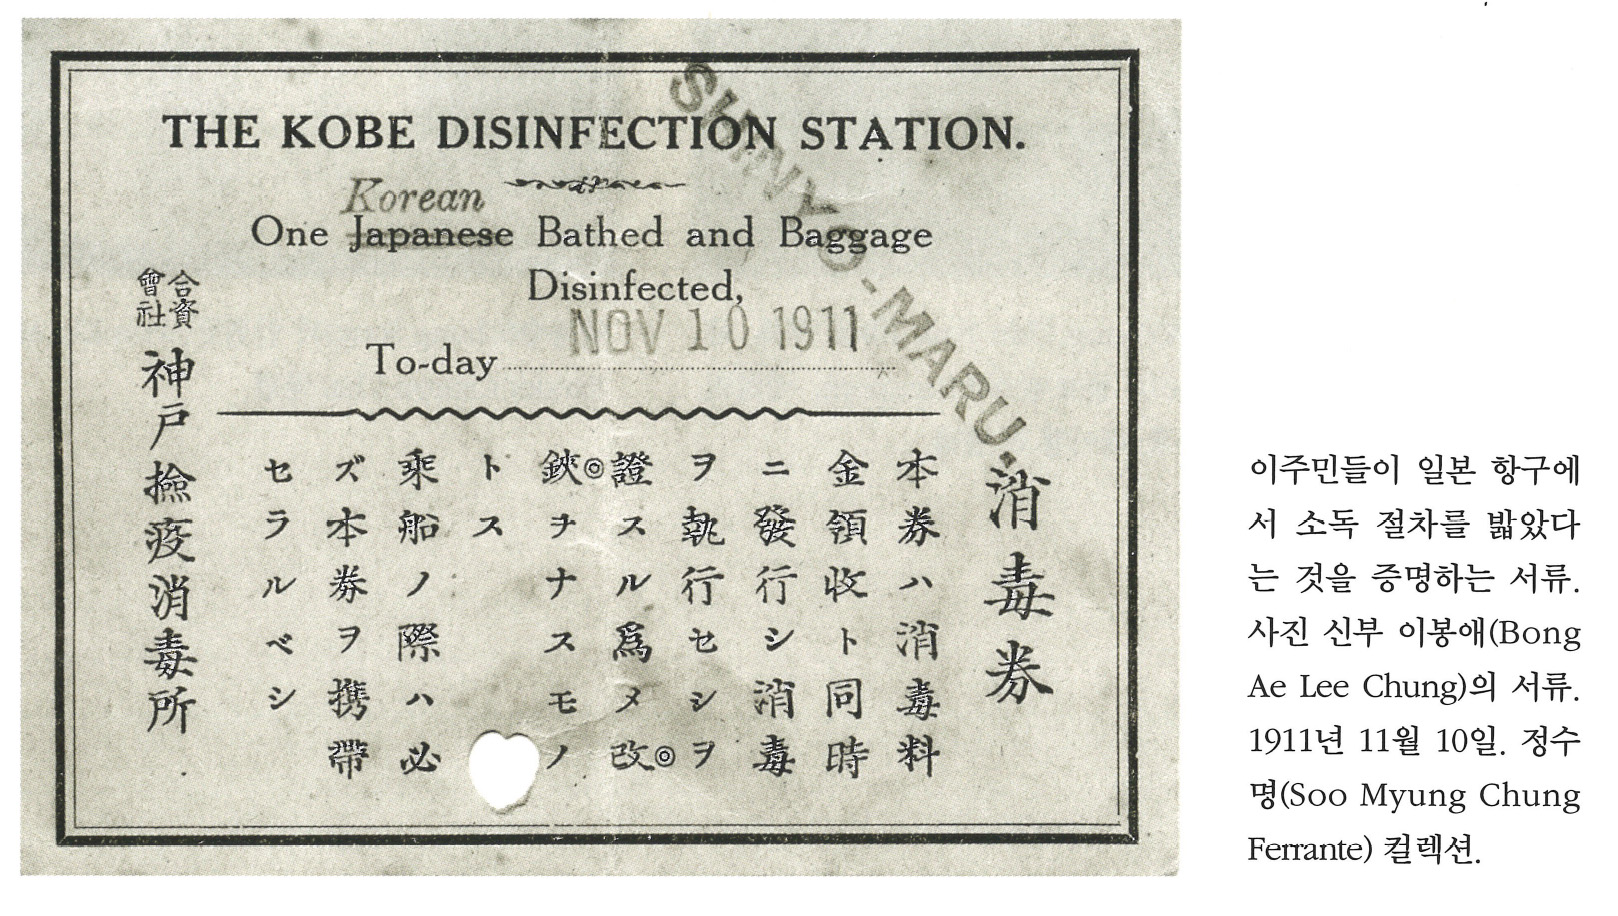 THE KOBE DISINFECTION STATION.
Korean
One Japanese Bathed and Baggage
Disinfected,
To-day NOV 10 1911
SHINYO-MARU.
消毒券
本券ハ消毒料
金領收ト同時
ニ發行シ消毒
ヲ執行セシヲ
證スル爲メ改
鋏ヲナスモノ
トス
乘船ノ際ハ必
ズ本券ヲ携帶
セラルベシ
合資會社神戸撿疫消毒所
이주민들이 일본 항구에
서 소독 절차를 밟았다
는 것을 증명하는 서류.
사진 신부 이봉애(Bong
Ae Lee Chung)의 서류.
1911년 11월 10일. 정수
명(Soo Myung Chung
Ferrante) 컬렉션.